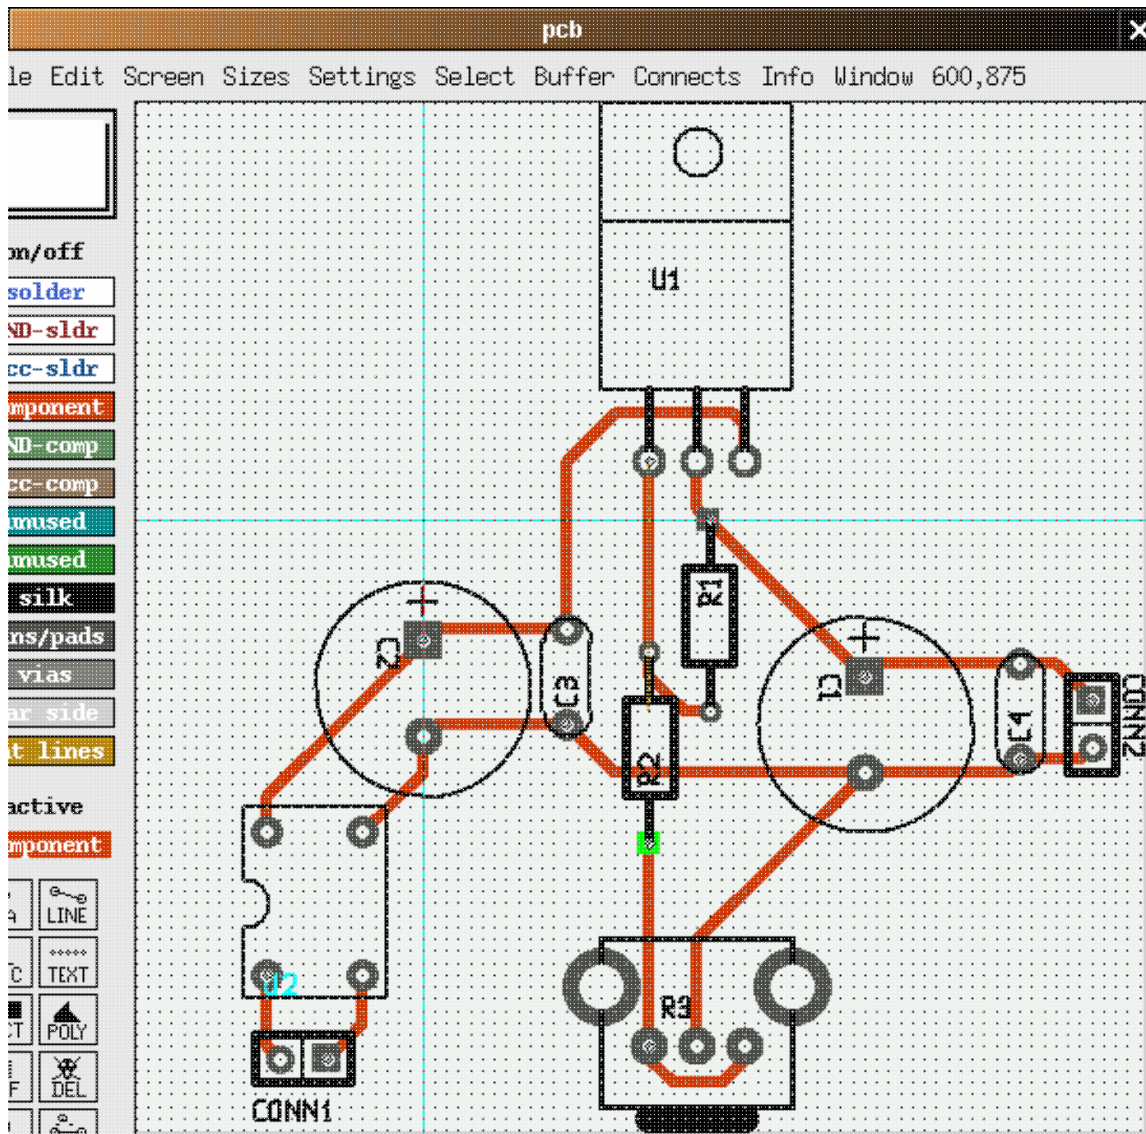 pcb
le Edit Screen Sizes Settings Select Buffer Connects Info Window 600,875
on/off
solder
ND-sldr
cc-sldr
mponent
ND-comp
cc-comp
unused
unused
silk
ns/pads
vias
ar side
t lines
active
mponent
A LINE
C TEXT
CT POLY
F DEL
U1
R1
C2
C3
C1
C4
CONN2
R2
U2
R3
CONN1